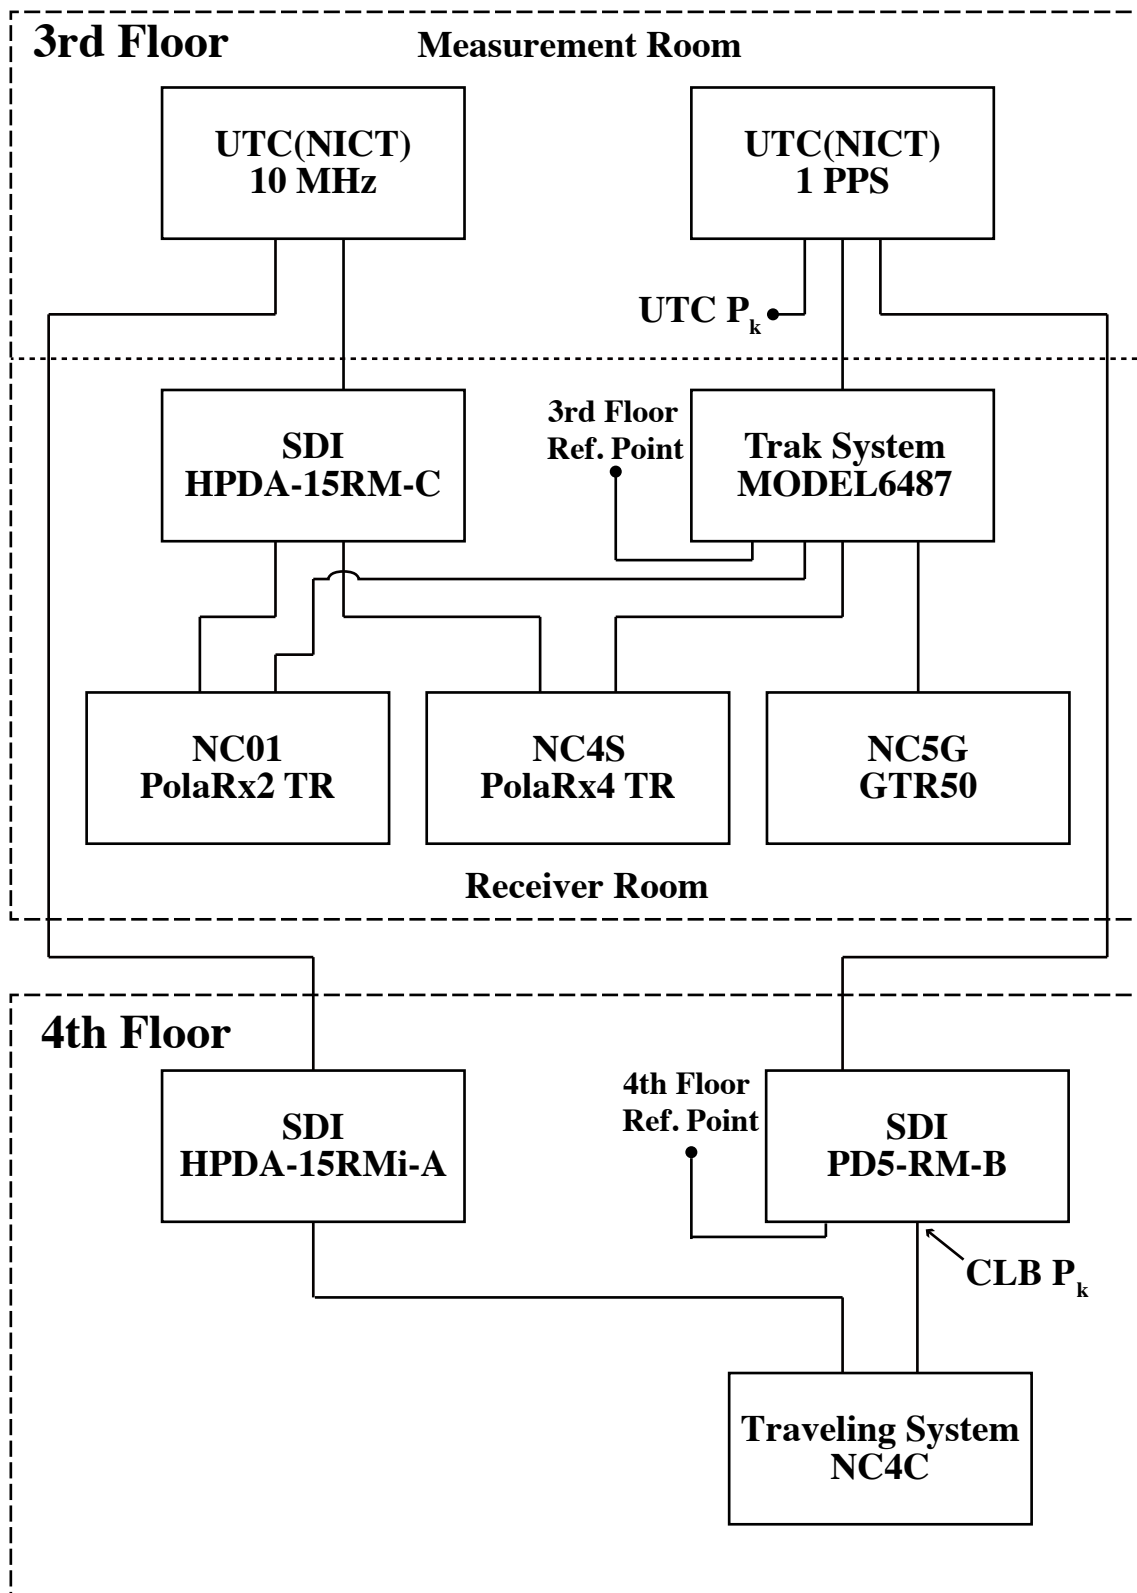 3rd Floor
Measurement Room
UTC(NICT)
10 MHz
UTC(NICT)
1 PPS
UTC Pk
SDI
HPDA-15RM-C
3rd Floor
Ref. Point
Trak System
MODEL6487
NC01
PolaRx2 TR
NC4S
PolaRx4 TR
NC5G
GTR50
Receiver Room
4th Floor
SDI
HPDA-15RMi-A
4th Floor
Ref. Point
SDI
PD5-RM-B
CLB Pk
Traveling System
NC4C